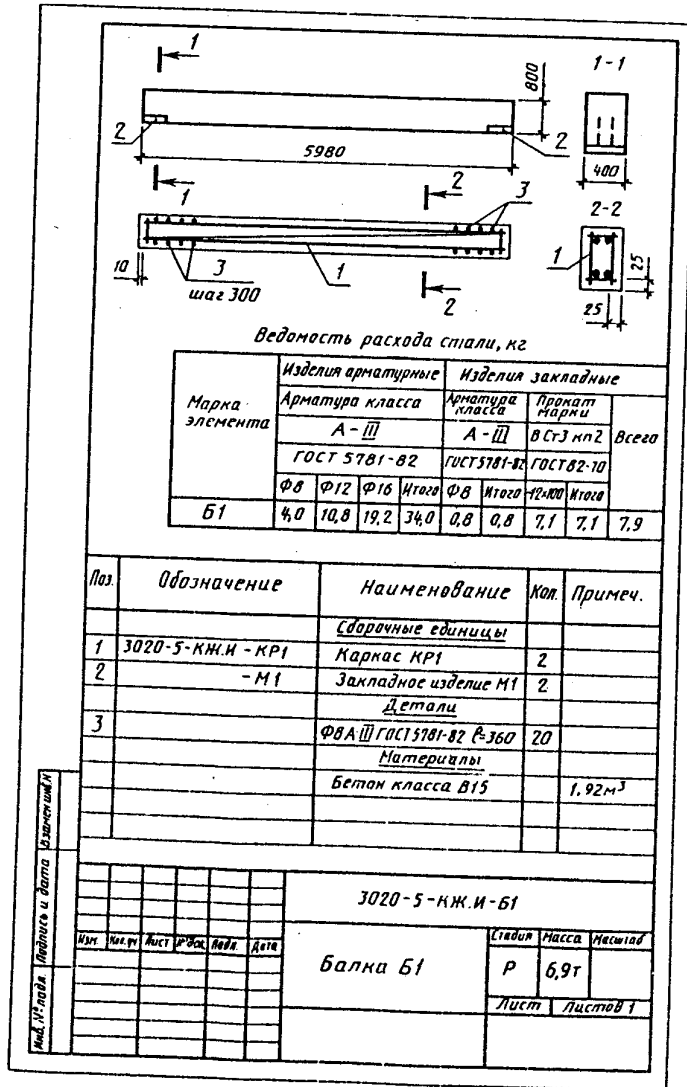 1
1-1
800
2
2
5980
400
1
2
3
2-2
1
10
3
1
шаг 300
2
25
25
Ведомость расхода стали, кг
Марка элемента
Изделия арматурные
Изделия закладные
Арматура класса
Арматура класса
Прокат марки
Всего
А-III
А-III
ВСт3 кп2
ГОСТ 5781-82
ГОСТ 5781-82
ГОСТ 82-70
Ф8 Ф12 Ф16 Итого Ф8 Итого -12×100 Итого
Б1 4,0 10,8 19,2 34,0 0,8 0,8 7,1 7,1 7,9
Поз. Обозначение Наименование Кол. Примеч.
Сборочные единицы
1 3020-5-КЖ.И-КР1 Каркас КР1 2
2 -М1 Закладное изделие М1 2
Детали
3 Ф8АIII ГОСТ 5781-82 ℓ=360 20
Материалы
Бетон класса В15 1,92м³
3020-5-КЖ.И-Б1
Изм. Кол.уч Лист №док. Подп. Дата
Балка Б1
Стадия Масса Масштаб
Р 6,9т
Лист Листов 1
Инв.№ подл. Подпись и дата Взамен инв.№